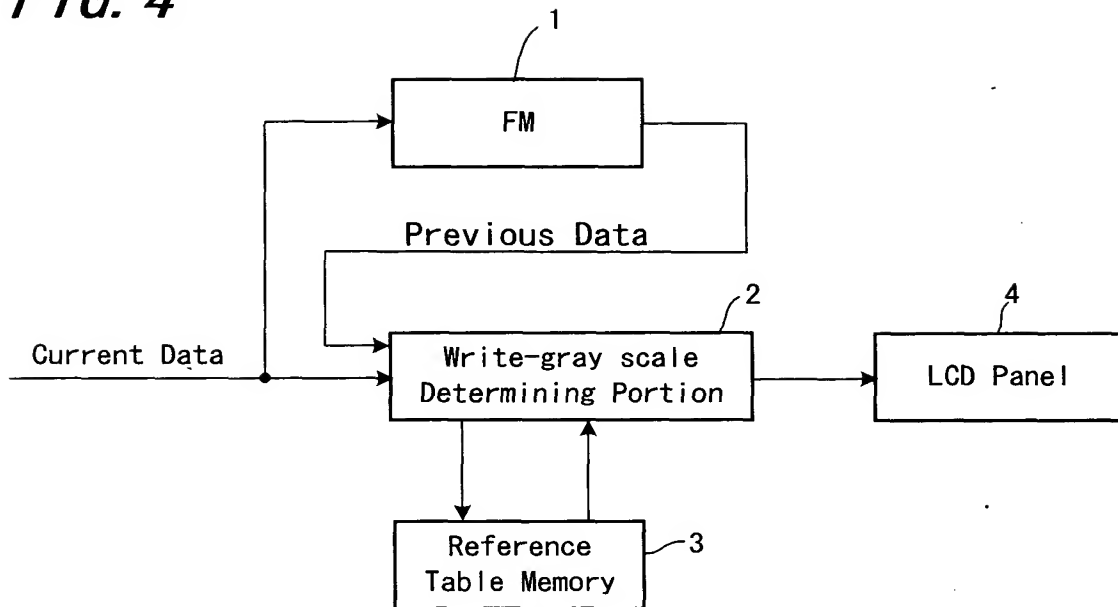 FIG. 4
1
FM
Previous Data
2
4
Current Data
Write-gray scale
Determining Portion
LCD Panel
Reference
Table Memory
3